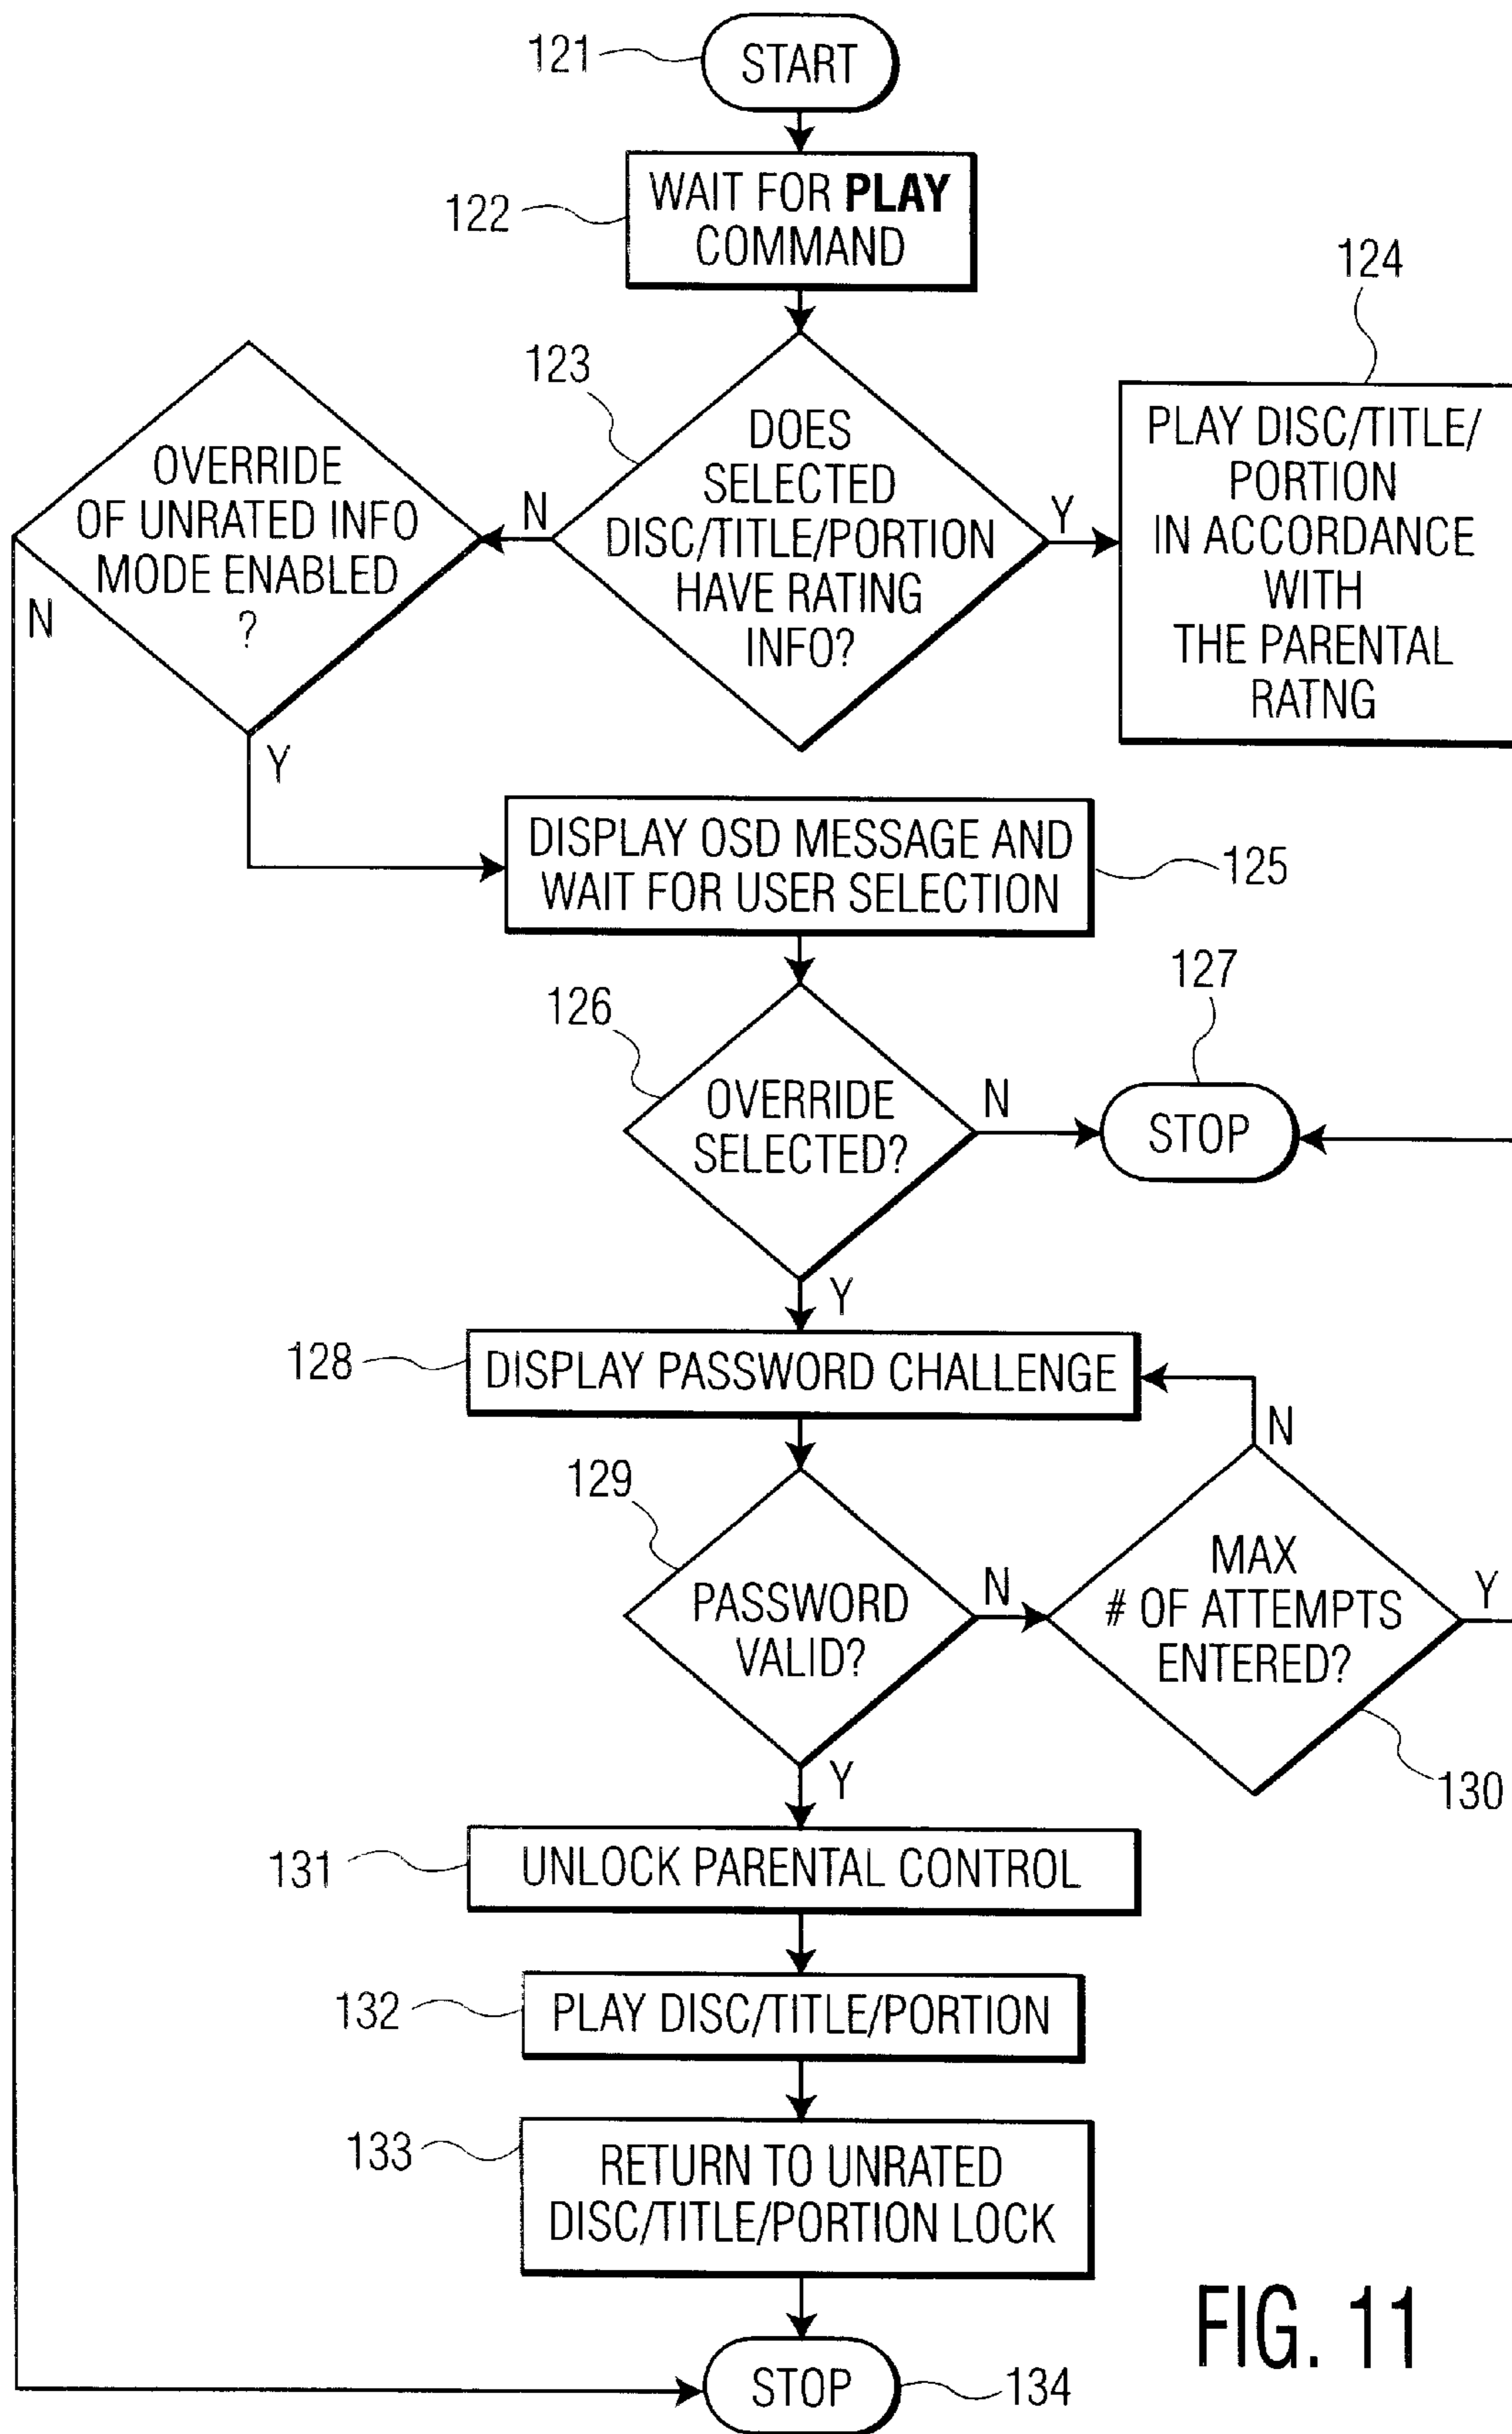 121
START
122
WAIT FOR PLAY
COMMAND
123
DOES
SELECTED
DISC/TITLE/PORTION
HAVE RATING
INFO?
N
Y
124
PLAY DISC/TITLE/
PORTION
IN ACCORDANCE
WITH
THE PARENTAL
RATNG
OVERRIDE
OF UNRATED INFO
MODE ENABLED
?
N
Y
DISPLAY OSD MESSAGE AND
WAIT FOR USER SELECTION
125
126
OVERRIDE
SELECTED?
N
127
STOP
Y
128
DISPLAY PASSWORD CHALLENGE
129
PASSWORD
VALID?
N
MAX
# OF ATTEMPTS
ENTERED?
N
Y
130
Y
131
UNLOCK PARENTAL CONTROL
132
PLAY DISC/TITLE/PORTION
133
RETURN TO UNRATED
DISC/TITLE/PORTION LOCK
STOP
134
FIG. 11